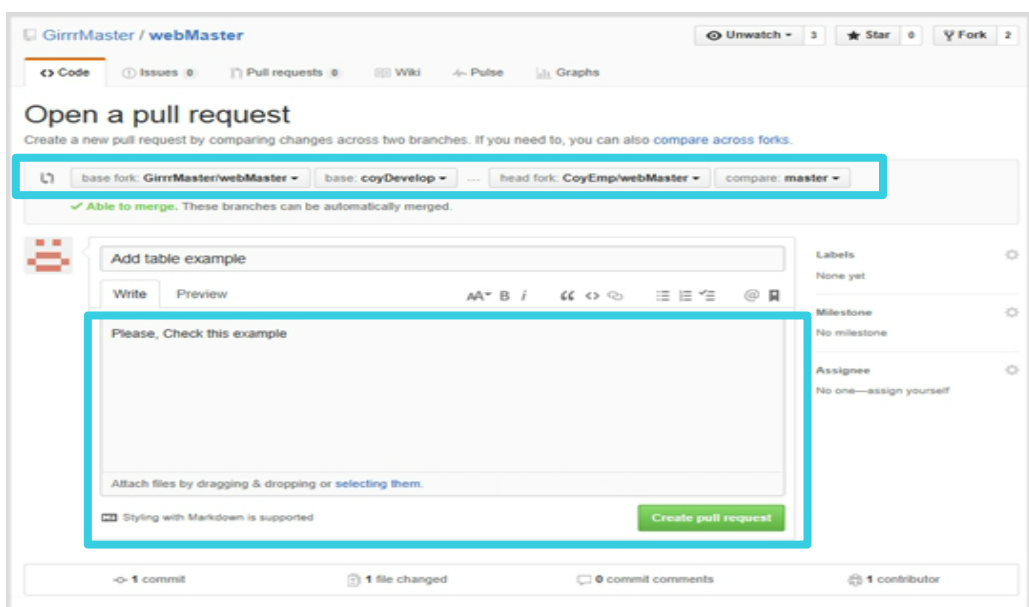 GirrrMaster / webMaster
Unwatch 3 Star 0 Fork 2
Code Issues 0 Pull requests 0 Wiki Pulse Graphs
Open a pull request
Create a new pull request by comparing changes across two branches. If you need to, you can also compare across forks.
base fork: GirrrMaster/webMaster base: coyDevelop ... head fork: CoyEmp/webMaster compare: master
Able to merge. These branches can be automatically merged.
Add table example
Write Preview
AA B i
Please, Check this example
Attach files by dragging & dropping or selecting them.
Styling with Markdown is supported
Create pull request
Labels
None yet
Milestone
No milestone
Assignee
No one—assign yourself
1 commit 1 file changed 0 commit comments 1 contributor